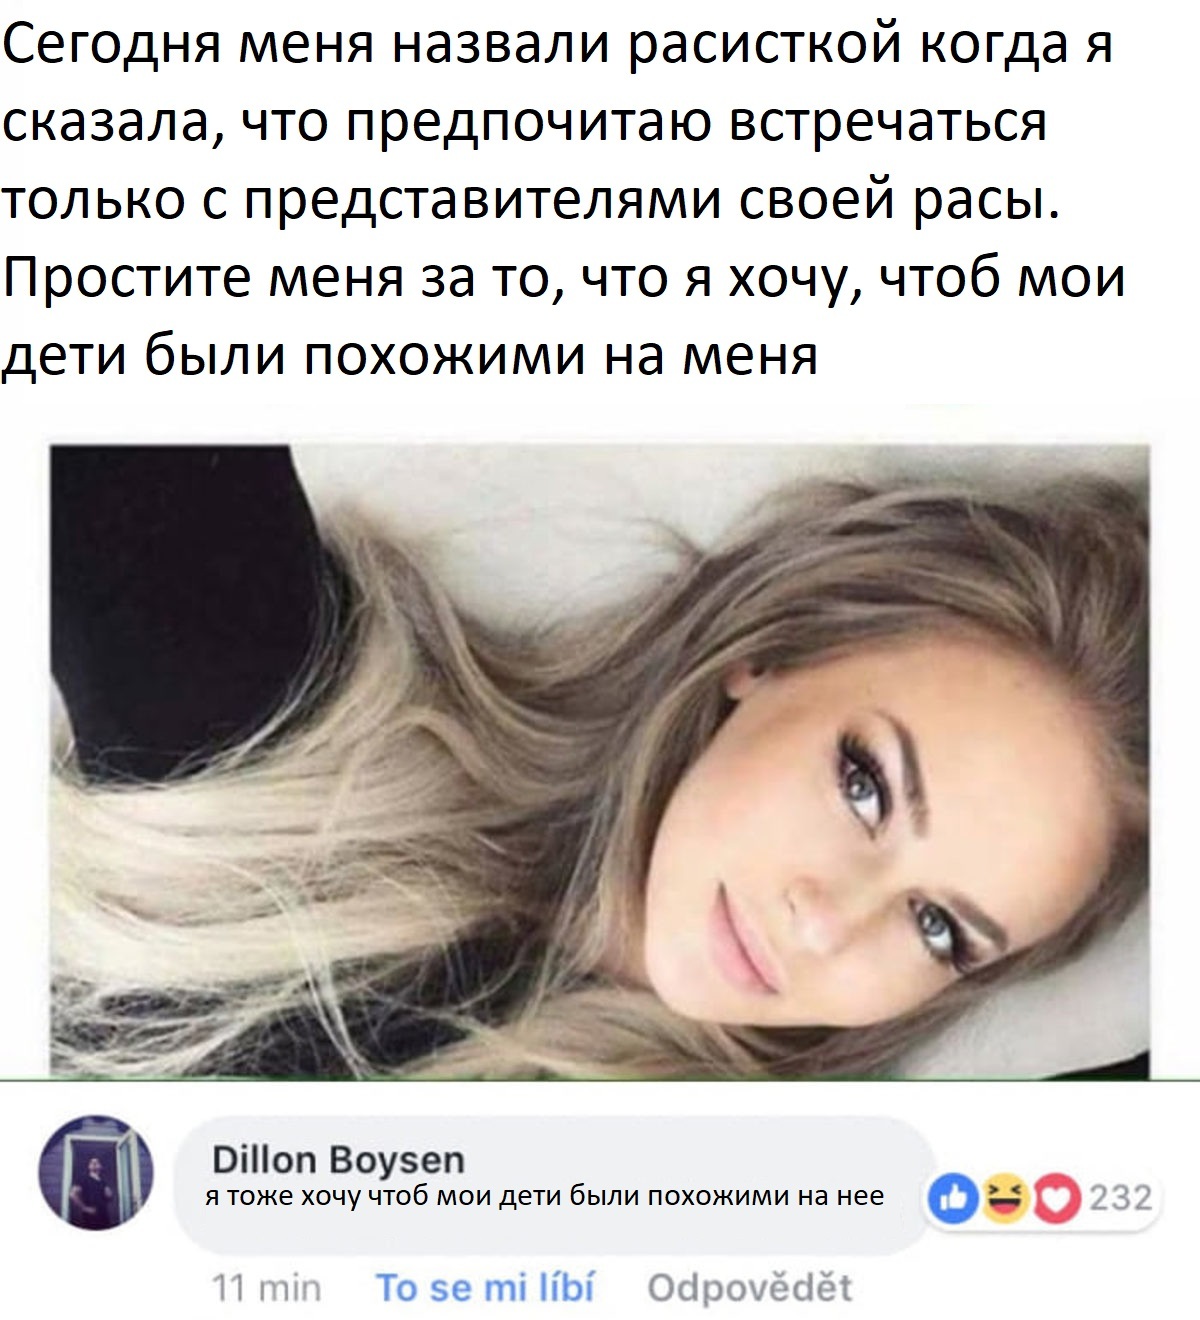 Сегодня меня назвали расисткой когда я
сказала, что предпочитаю встречаться
только с представителями своей расы.
Простите меня за то, что я хочу, чтоб мои
дети были похожими на меня
Dillon Boysen
я тоже хочу чтоб мои дети были похожими на нее
232
11 min To se mi líbí Odpovědět